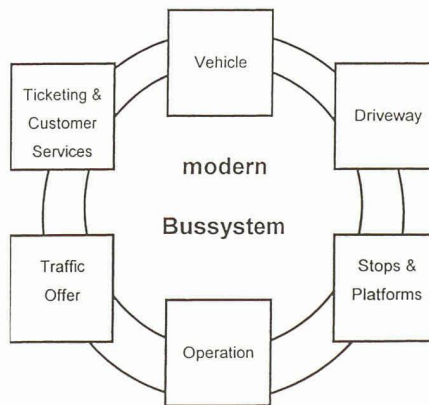 Vehicle
Ticketing &
Customer
Services
Driveway
modern
Bussystem
Traffic
Offer
Stops &
Platforms
Operation